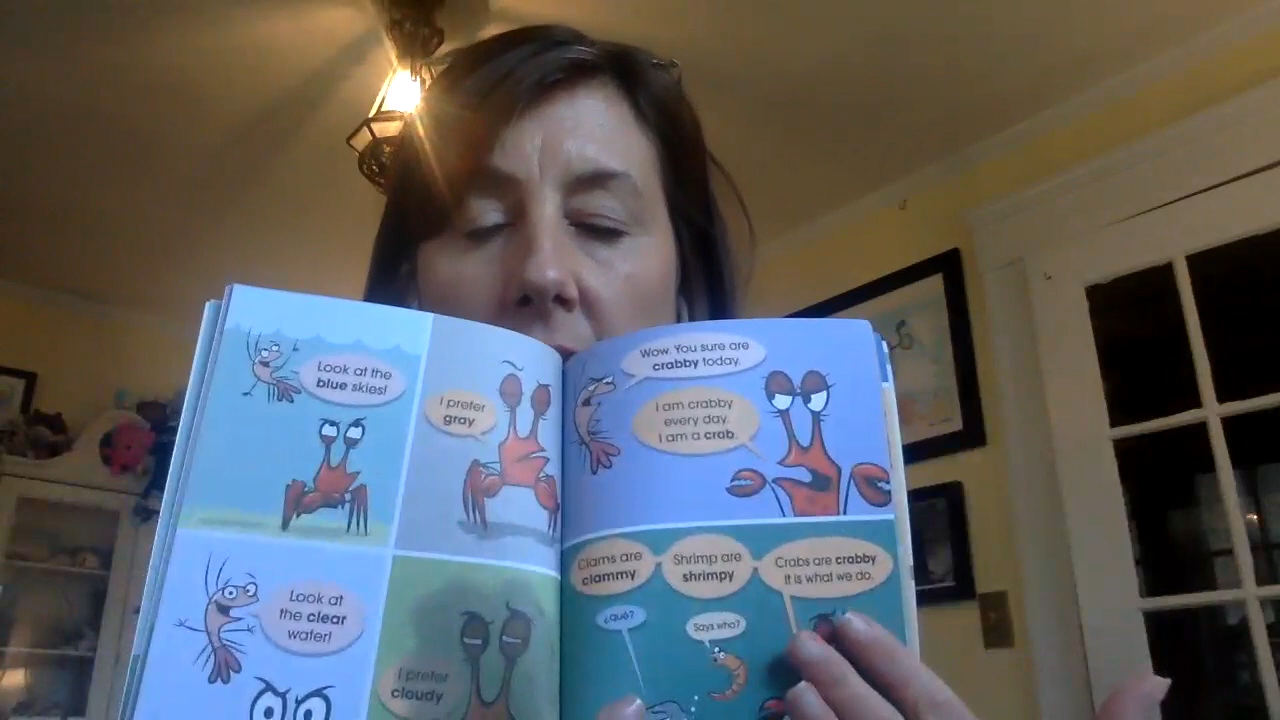 Look at the
blue skies!
I prefer
gray
Look at
the clear
water!
I prefer
cloudy
Wow. You sure are
crabby today.
I am crabby
every day.
I am a crab.
Clams are
clammy
Shrimp are
shrimpy
Crabs are crabby
It is what we do.
¿qué?
Says who?